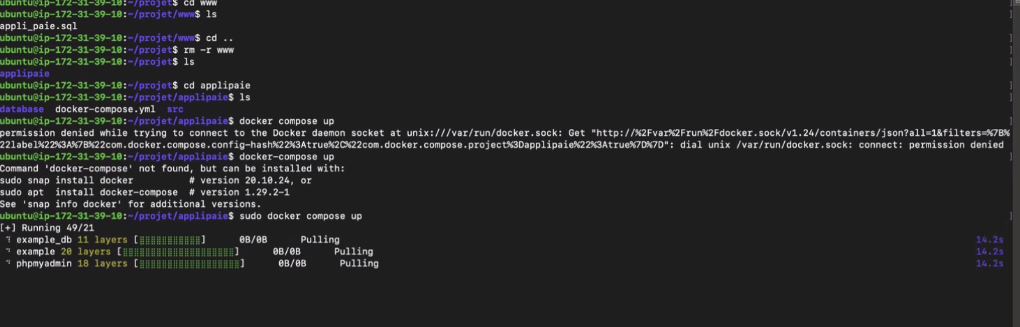 ubuntu@ip-172-31-39-10:~/projet$ cd www
ubuntu@ip-172-31-39-10:~/projet/www$ ls
appli_paie.sql
ubuntu@ip-172-31-39-10:~/projet/www$ cd ..
ubuntu@ip-172-31-39-10:~/projet$ rm -r www
ubuntu@ip-172-31-39-10:~/projet$ ls
applipaie
ubuntu@ip-172-31-39-10:~/projet$ cd applipaie
ubuntu@ip-172-31-39-10:~/projet/applipaie$ ls
database  docker-compose.yml  src
ubuntu@ip-172-31-39-10:~/projet/applipaie$ docker compose up
permission denied while trying to connect to the Docker daemon socket at unix:///var/run/docker.sock: Get "http://%2Fvar%2Frun%2Fdocker.sock/v1.24/containers/json?all=1&filters=%7B%
22label%22%3A%7B%22com.docker.compose.config-hash%22%3Atrue%2C%22com.docker.compose.project%3Dapplipaie%22%3Atrue%7D%7D": dial unix /var/run/docker.sock: connect: permission denied
ubuntu@ip-172-31-39-10:~/projet/applipaie$ docker-compose up
Command 'docker-compose' not found, but can be installed with:
sudo snap install docker          # version 20.10.24, or
sudo apt  install docker-compose  # version 1.29.2-1
See 'snap info docker' for additional versions.
ubuntu@ip-172-31-39-10:~/projet/applipaie$ sudo docker compose up
[+] Running 49/21
example_db 11 layers [⣿⣿⣿⣿⣿⣿⣿⣿⣿⣿⣿] 0B/0B Pulling 14.2s
example 20 layers [⣿⣿⣿⣿⣿⣿⣿⣿⣿⣿⣿⣿⣿⣿⣿⣿⣿⣿⣿⣿] 0B/0B Pulling 14.2s
phpmyadmin 18 layers [⣿⣿⣿⣿⣿⣿⣿⣿⣿⣿⣿⣿⣿⣿⣿⣿⣿⣿] 0B/0B Pulling 14.2s